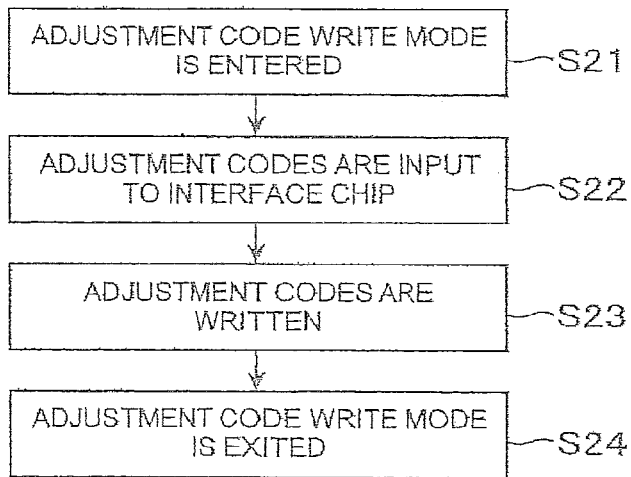 ADJUSTMENT CODE WRITE MODE
IS ENTERED
S21
ADJUSTMENT CODES ARE INPUT
TO INTERFACE CHIP
S22
ADJUSTMENT CODES ARE
WRITTEN
S23
ADJUSTMENT CODE WRITE MODE
IS EXITED
S24